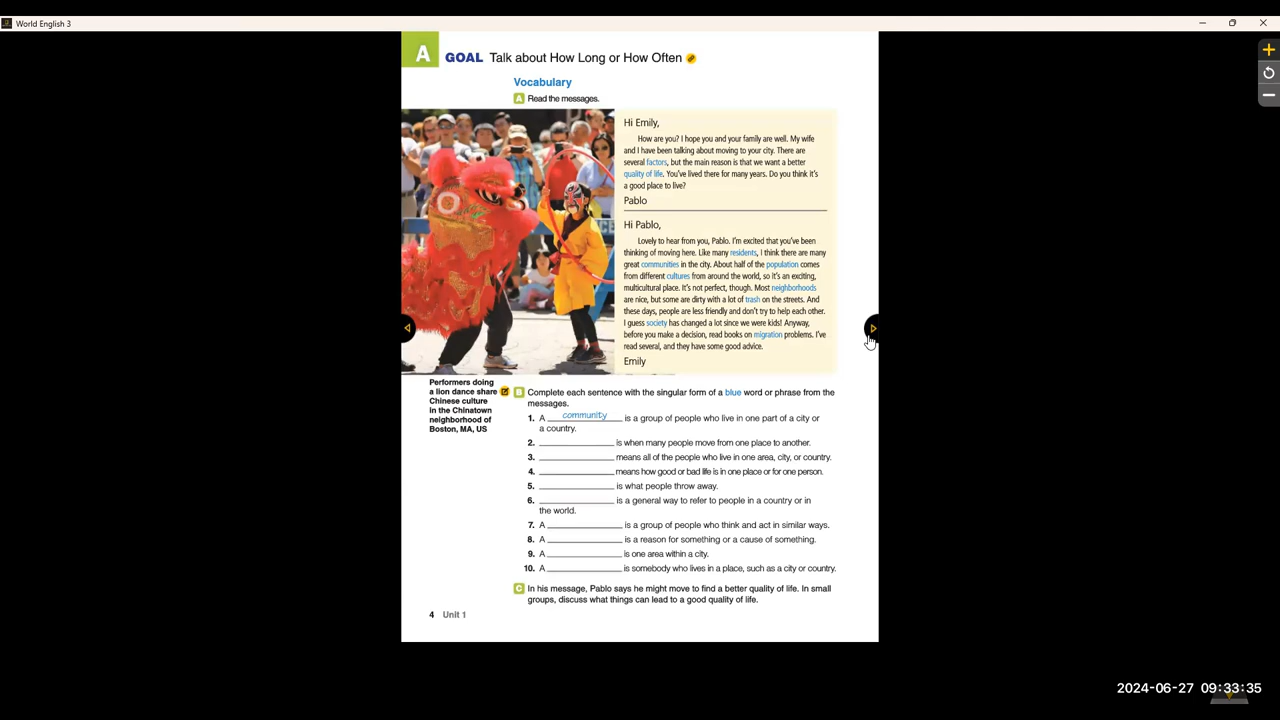 World English 3
A GOAL Talk about How Long or How Often
Vocabulary
A Read the messages.
Hi Emily,
How are you? I hope you and your family are well. My wife
and I have been talking about moving to your city. There are
several factors, but the main reason is that we want a better
quality of life. You've lived there for many years. Do you think it's
a good place to live?
Pablo
Hi Pablo,
Lovely to hear from you, Pablo. I'm excited that you've been
thinking of moving here. Like many residents, I think there are many
great communities in the city. About half of the population comes
from different cultures from around the world, so it's an exciting,
multicultural place. It's not perfect, though. Most neighborhoods
are nice, but some are dirty with a lot of trash on the streets. And
these days, people are less friendly and don't try to help each other.
I guess society has changed a lot since we were kids! Anyway,
before you make a decision, read books on migration problems. I've
read several, and they have some good advice.
Emily
Performers doing
a lion dance share
Chinese culture
in the Chinatown
neighborhood of
Boston, MA, US
B Complete each sentence with the singular form of a blue word or phrase from the
messages.
1. A community is a group of people who live in one part of a city or
a country.
2. ______________ is when many people move from one place to another.
3. ______________ means all of the people who live in one area, city, or country.
4. ______________ means how good or bad life is in one place or for one person.
5. ______________ is what people throw away.
6. ______________ is a general way to refer to people in a country or in
the world.
7. A ______________ is a group of people who think and act in similar ways.
8. A ______________ is a reason for something or a cause of something.
9. A ______________ is one area within a city.
10. A ______________ is somebody who lives in a place, such as a city or country.
C In his message, Pablo says he might move to find a better quality of life. In small
groups, discuss what things can lead to a good quality of life.
4 Unit 1
2024-06-27 09:33:35